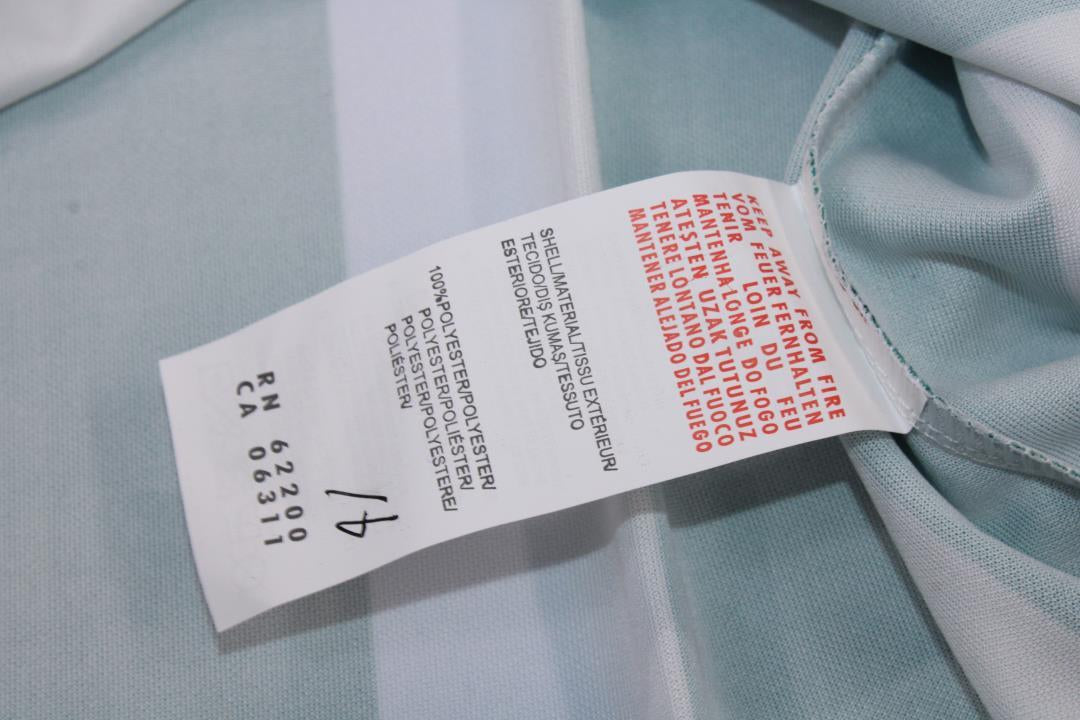 KEEP AWAY FROM FIRE
VOM FEUER FERNHALTEN
TENIR LOIN DU FEU
MANTENHA LONGE DO FOGO
ATEŞTEN UZAK TUTUNUZ
TENERE LONTANO DAL FUOCO
MANTENER ALEJADO DEL FUEGO
SHELL/MATERIAL/TISSU EXTÉRIEUR/
TECIDO/DIŞ KUMAŞ/TESSUTO
ESTERIORE/TEJIDO
100%POLYESTER/POLYESTER/
POLYESTER/POLIÉSTER/
POLYESTER/POLYESTERE/
POLIÉSTER/
RN 62200
CA 06311